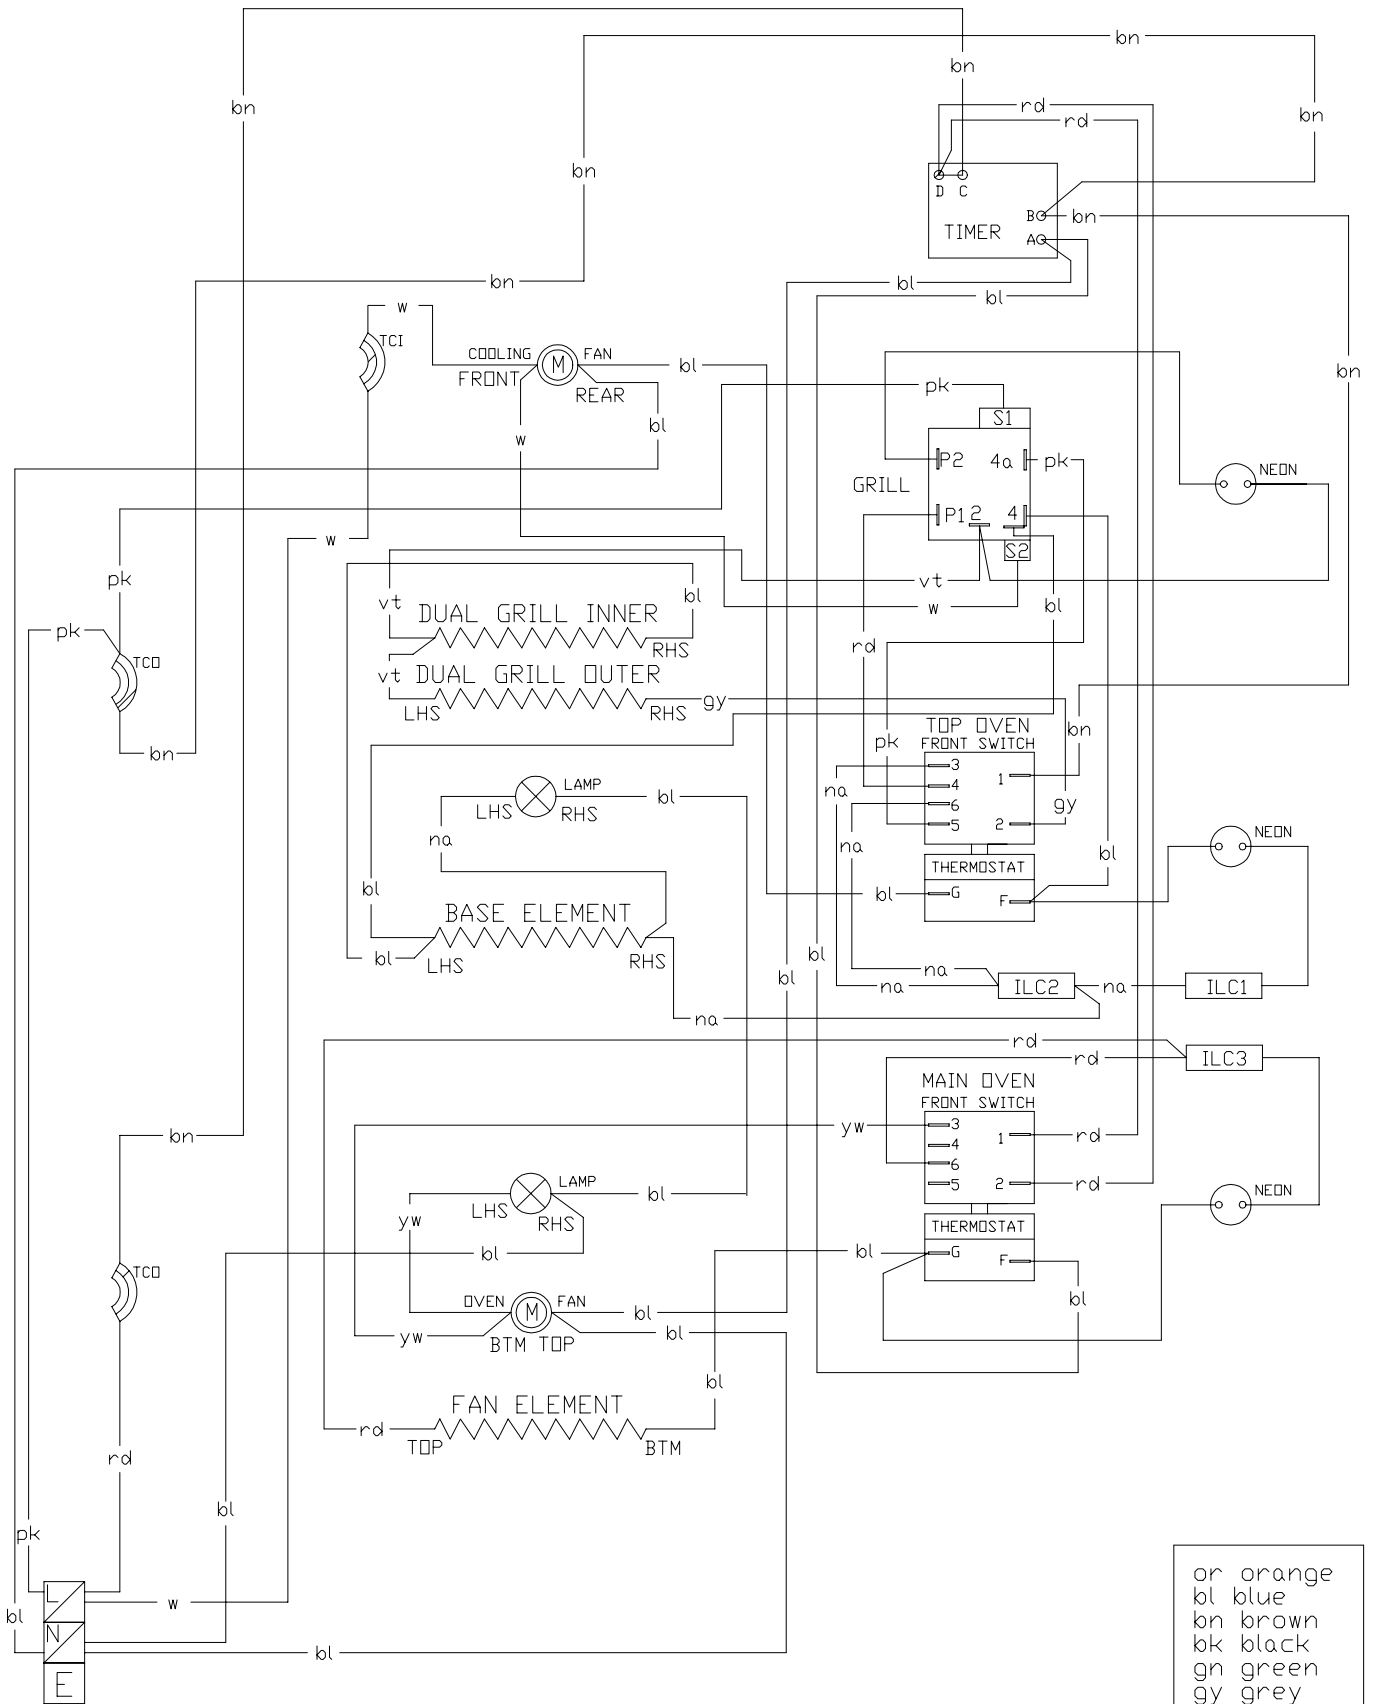 bn
bn
bn
bn
rd
rd
bn
D C
B
bn
TIMER
A
bn
bl
bl
w
TCI
COOLING
M
FAN
FRONT
REAR
bl
bn
pk
bl
S1
w
P2
4a
pk
NEON
GRILL
P1
2
4
w
S2
pk
vt
vt
w
bl
bl
DUAL GRILL INNER
RHS
pk
rd
TCO
vt
DUAL GRILL OUTER
LHS
RHS
gy
bn
TOP OVEN
FRONT SWITCH
bn
pk
3
4
6
5
1
2
na
gy
na
LAMP
LHS
RHS
bl
na
NEON
bl
THERMOSTAT
G
F
bl
bl
BASE ELEMENT
LHS
RHS
bl
bl
bl
na
na
ILC2
na
ILC1
na
rd
rd
ILC3
MAIN OVEN
FRONT SWITCH
3
4
6
5
1
2
yw
rd
rd
bn
LAMP
LHS
RHS
bl
NEON
yw
bl
THERMOSTAT
G
F
bl
TCO
OVEN
M
FAN
bl
bl
yw
BTM
TOP
bl
bl
FAN ELEMENT
rd
TOP
BTM
rd
bl
pk
L
w
bl
N
bl
E
or orange
bl blue
bn brown
bk black
gn green
gy grey